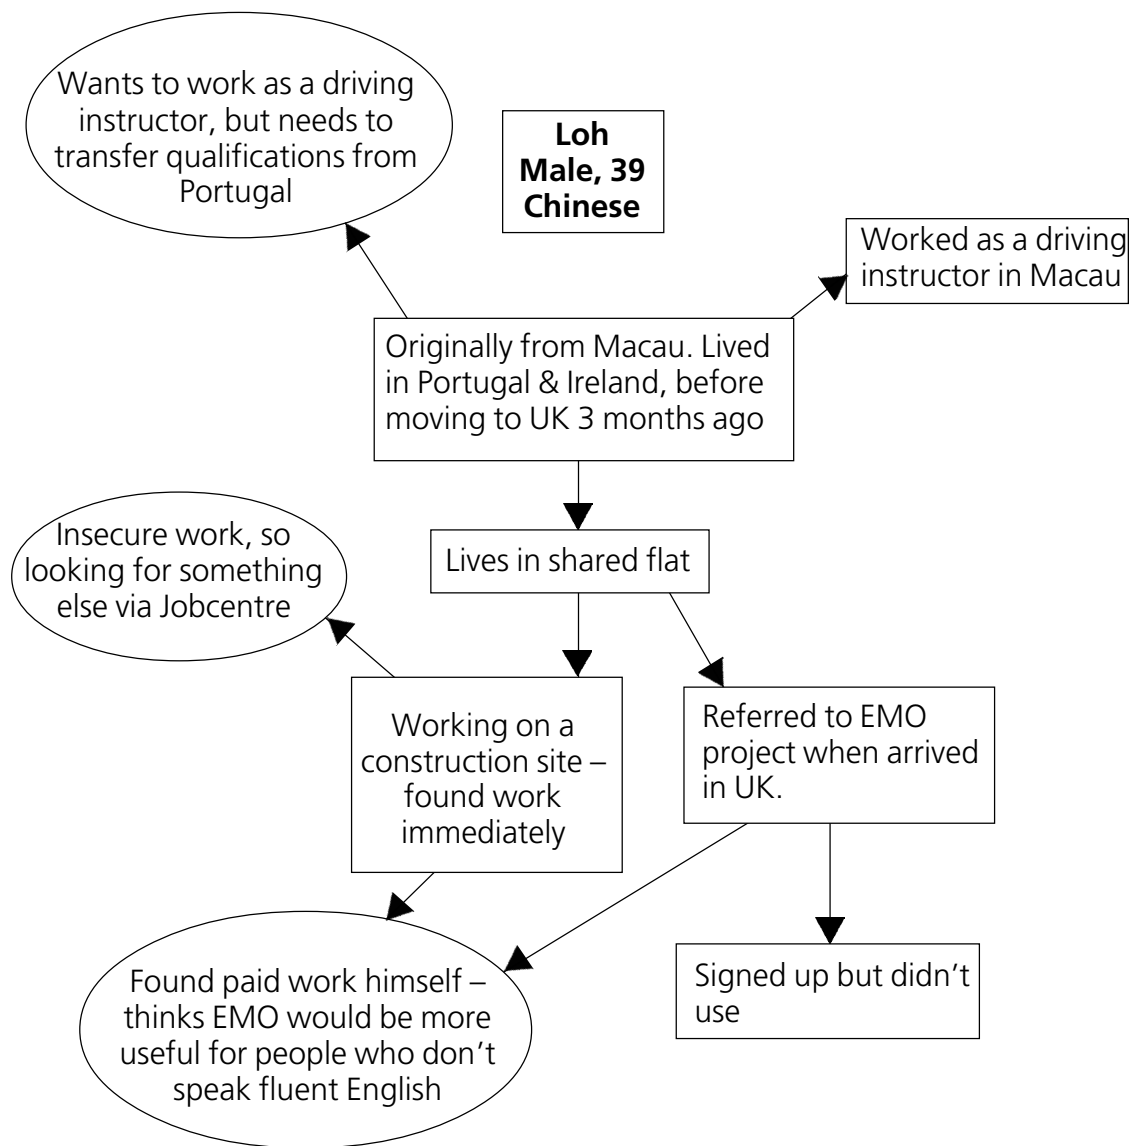 Wants to work as a driving
instructor, but needs to
transfer qualifications from
Portugal
Loh
Male, 39
Chinese
Worked as a driving
instructor in Macau
Originally from Macau. Lived
in Portugal & Ireland, before
moving to UK 3 months ago
Insecure work, so
looking for something
else via Jobcentre
Lives in shared flat
Working on a
construction site –
found work
immediately
Referred to EMO
project when arrived
in UK.
Found paid work himself –
thinks EMO would be more
useful for people who don’t
speak fluent English
Signed up but didn’t
use